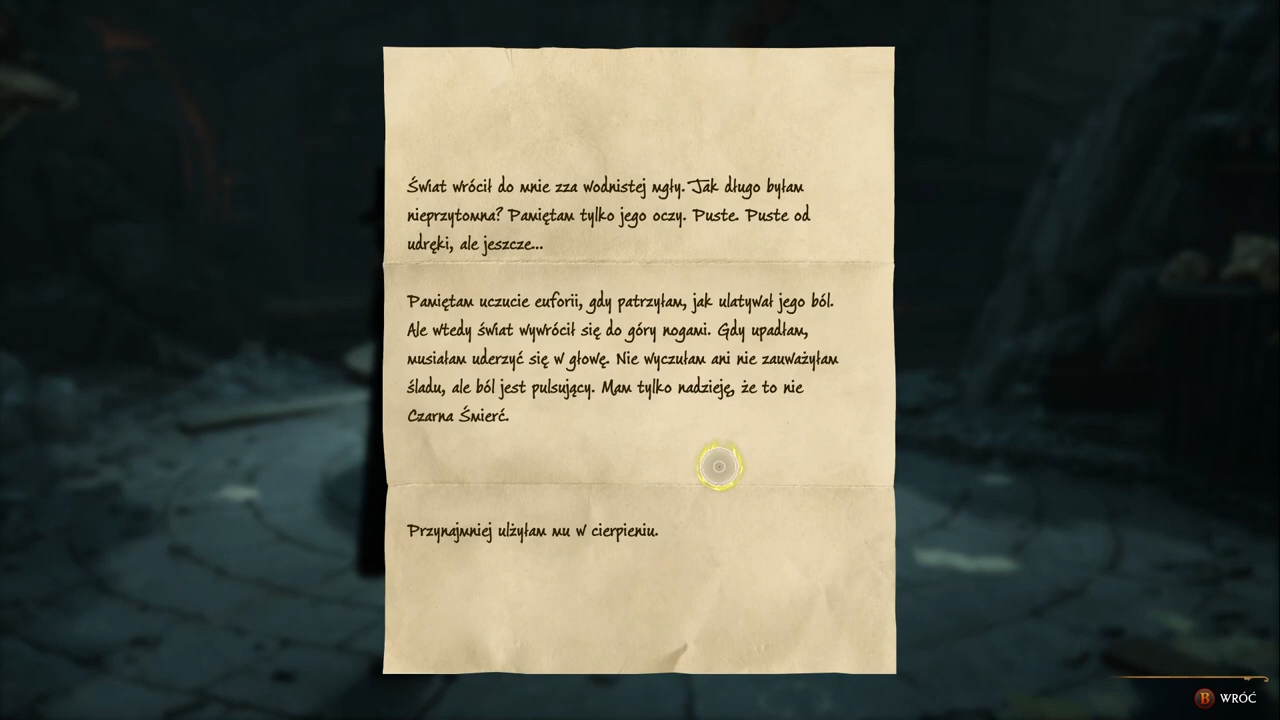 Świat wrócił do mnie zza wodnistej mgły. Jak długo byłam
nieprzytomna? Pamiętam tylko jego oczy. Puste. Puste od
udręki, ale jeszcze...
Pamiętam uczucie euforii, gdy patrzyłam, jak ulatywał jego ból.
Ale wtedy świat wywrócił się do góry nogami. Gdy upadłam,
musiałam uderzyć się w głowę. Nie wyczułam ani nie zauważyłam
śladu, ale ból jest pulsujący. Mam tylko nadzieję, że to nie
Czarna Śmierć.
Przynajmniej ulżyłam mu w cierpieniu.
B WRÓĆ